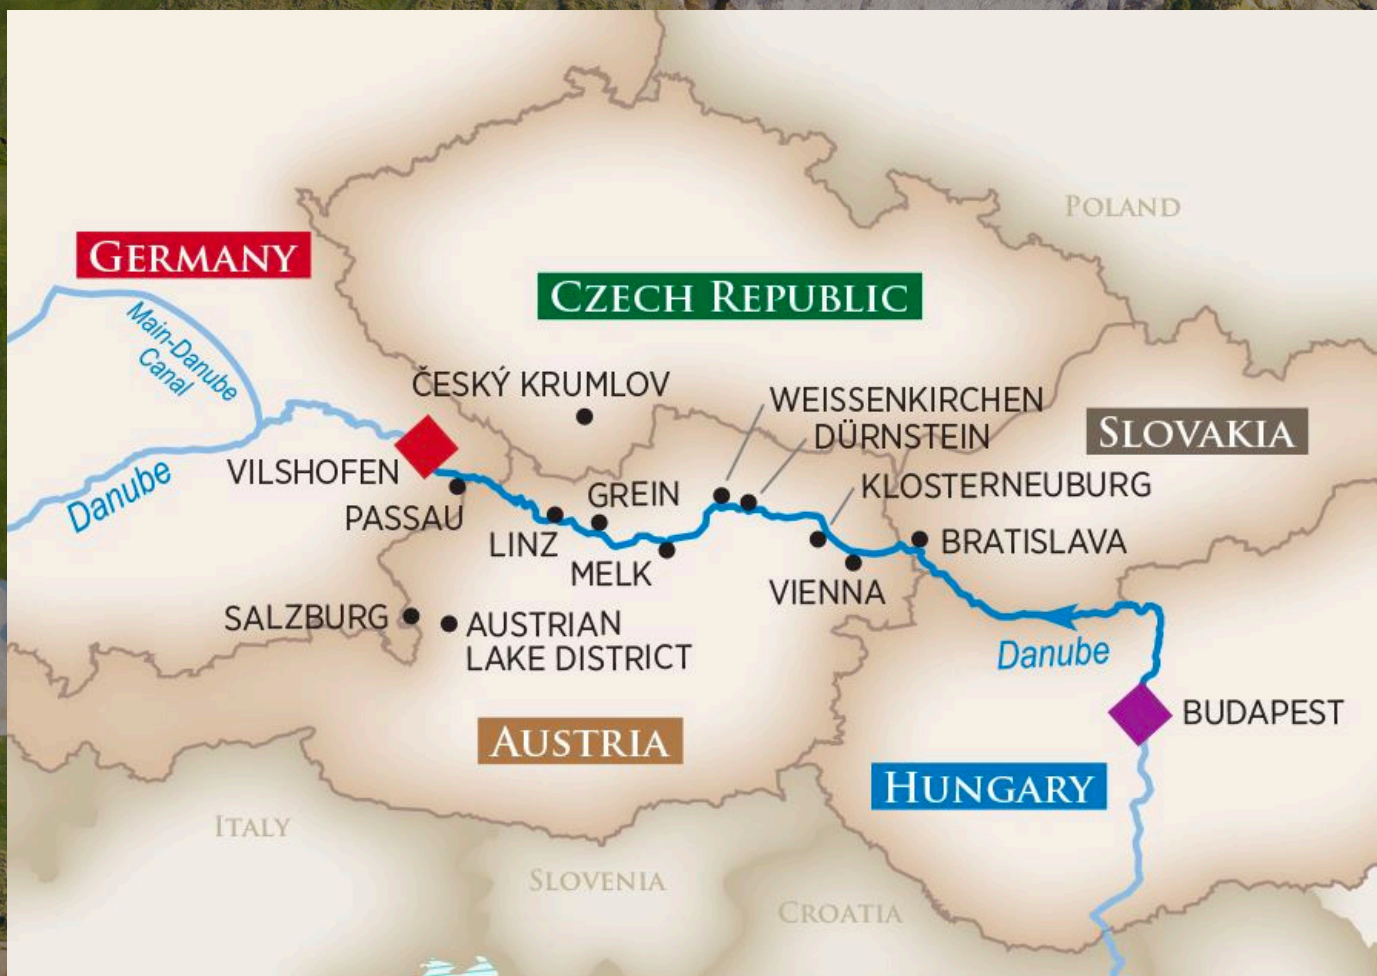 POLAND
GERMANY
CZECH REPUBLIC
Main-Danube
Canal
ČESKÝ KRUMLOV
WEISSENKIRCHEN
DÜRNSTEIN
SLOVAKIA
VILSHOFEN
Danube
PASSAU
GREIN
KLOSTERNEUBURG
LINZ
BRATISLAVA
MELK
VIENNA
SALZBURG
AUSTRIAN
LAKE DISTRICT
Danube
BUDAPEST
AUSTRIA
HUNGARY
ITALY
SLOVENIA
CROATIA